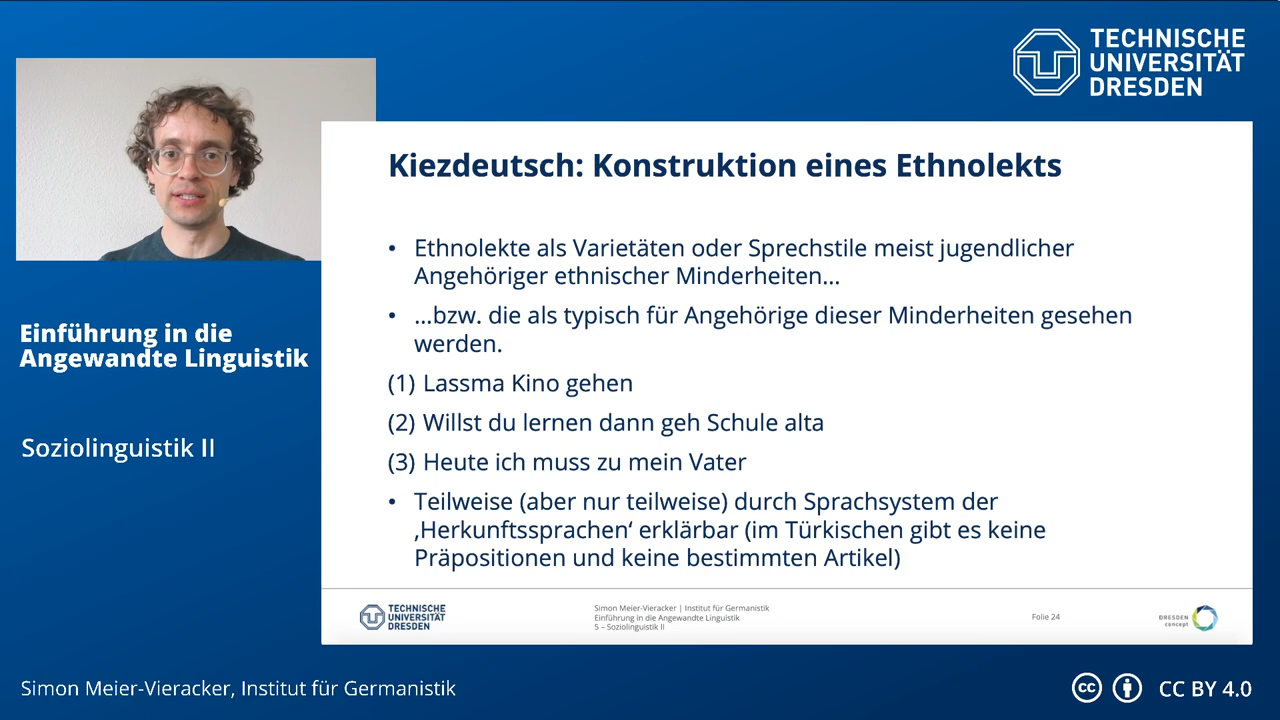 TECHNISCHE
UNIVERSITÄT
DRESDEN
Einführung in die
Angewandte Linguistik
Soziolinguistik II
Kiezdeutsch: Konstruktion eines Ethnolekts
• Ethnolekte als Varietäten oder Sprechstile meist jugendlicher
Angehöriger ethnischer Minderheiten…
• …bzw. die als typisch für Angehörige dieser Minderheiten gesehen
werden.
(1) Lassma Kino gehen
(2) Willst du lernen dann geh Schule alta
(3) Heute ich muss zu mein Vater
• Teilweise (aber nur teilweise) durch Sprachsystem der
‚Herkunftssprachen‘ erklärbar (im Türkischen gibt es keine
Präpositionen und keine bestimmten Artikel)
TECHNISCHE
UNIVERSITÄT
DRESDEN
Simon Meier-Vieracker | Institut für Germanistik
Einführung in die Angewandte Linguistik
5 – Soziolinguistik II
Folie 24
DRESDEN
concept
Simon Meier-Vieracker, Institut für Germanistik
cc
CC BY 4.0